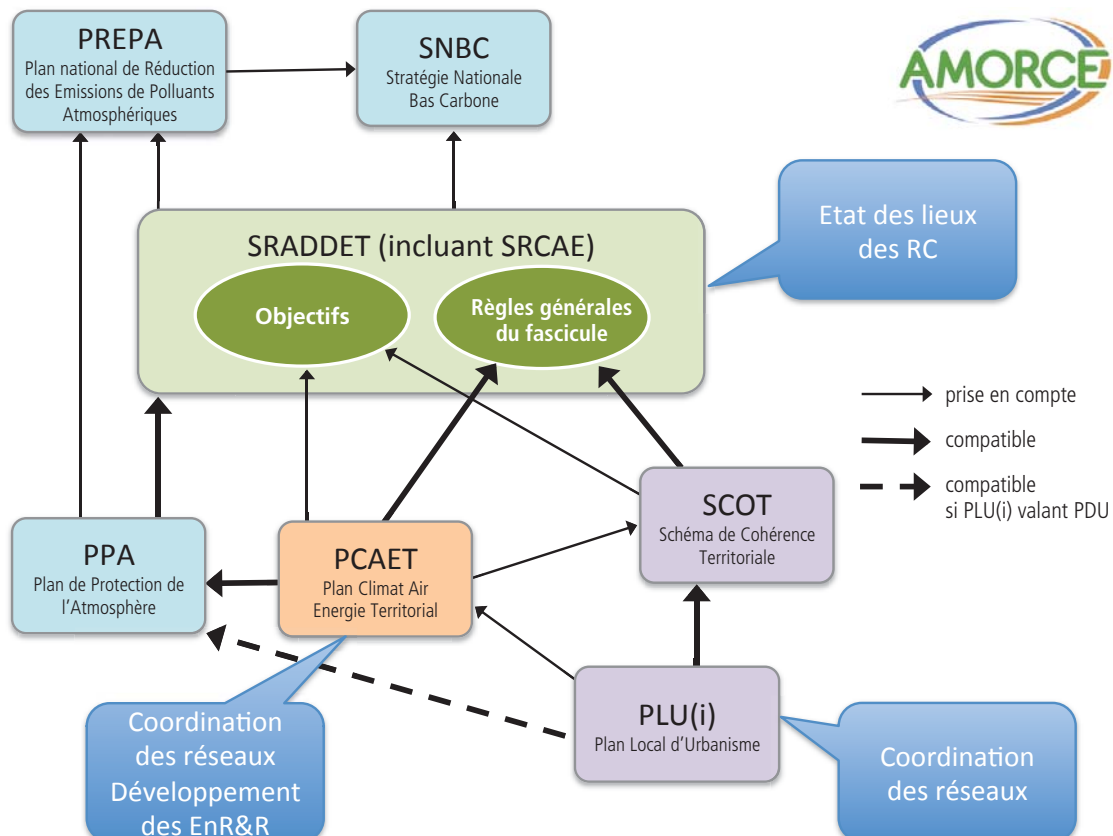 PREPA
Plan national de Réduction
des Emissions de Polluants
Atmosphériques
SNBC
Stratégie Nationale
Bas Carbone
AMORCE
Etat des lieux
des RC
SRADDET (incluant SRCAE)
Objectifs
Règles générales
du fascicule
prise en compte
compatible
compatible
si PLU(i) valant PDU
SCOT
Schéma de Cohérence
Territoriale
PPA
Plan de Protection de
l’Atmosphère
PCAET
Plan Climat Air
Energie Territorial
PLU(i)
Plan Local d’Urbanisme
Coordination
des réseaux
Développement
des EnR&R
Coordination
des réseaux